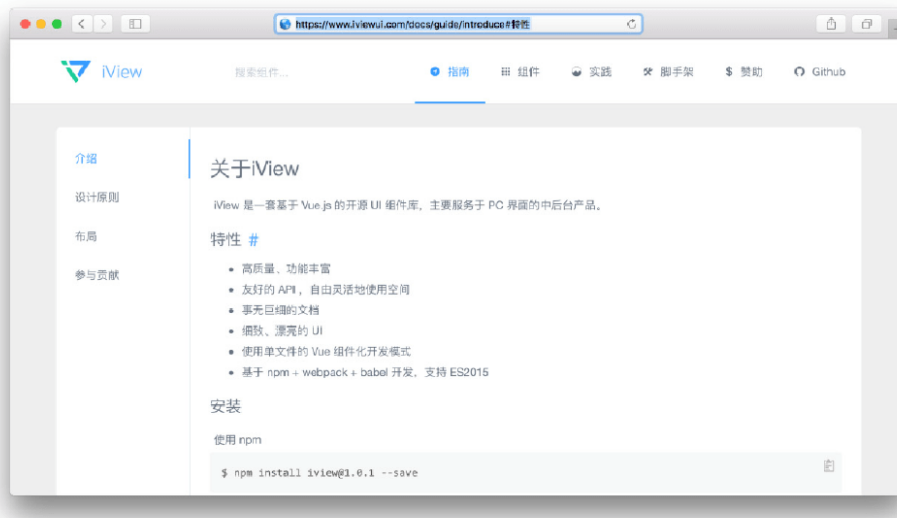 https://www.iviewui.com/docs/guide/introduce#特性
iView
搜索组件...
指南
组件
实践
脚手架
赞助
Github
介绍
设计原则
布局
参与贡献
关于iView
iView 是一套基于 Vue.js 的开源 UI 组件库，主要服务于 PC 界面的中后台产品。
特性 #
高质量、功能丰富
友好的 API ，自由灵活地使用空间
事无巨细的文档
细致、漂亮的 UI
使用单文件的 Vue 组件化开发模式
基于 npm + webpack + babel 开发，支持 ES2015
安装
使用 npm
$ npm install iview@1.0.1 --save